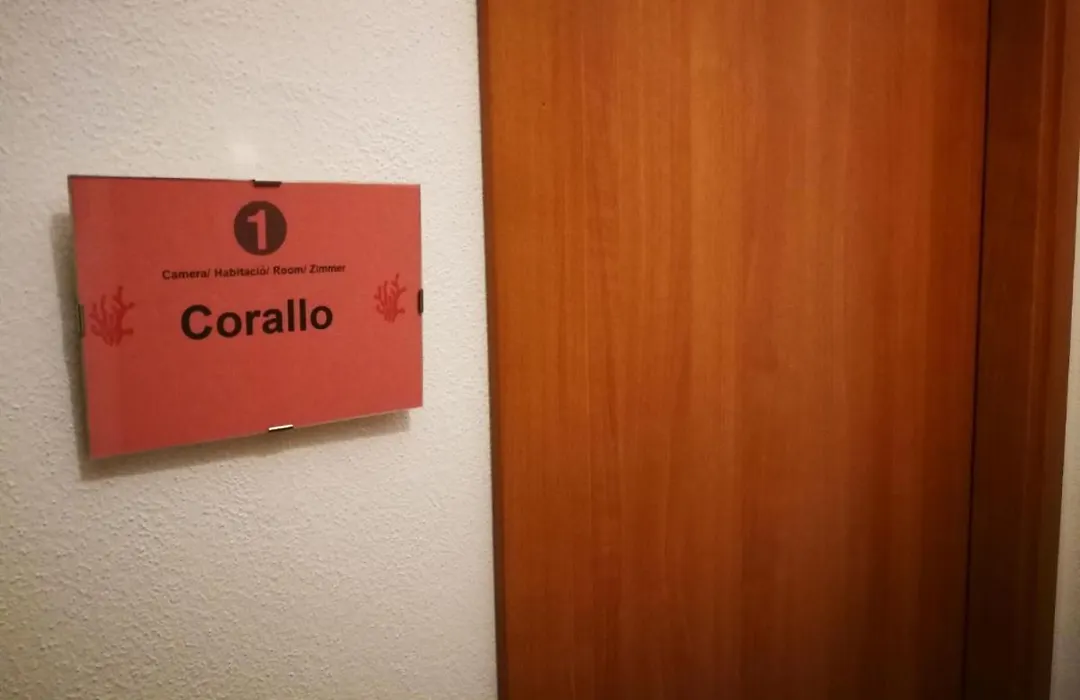 1
Camera/ Habitació/ Room/ Zimmer
Corallo